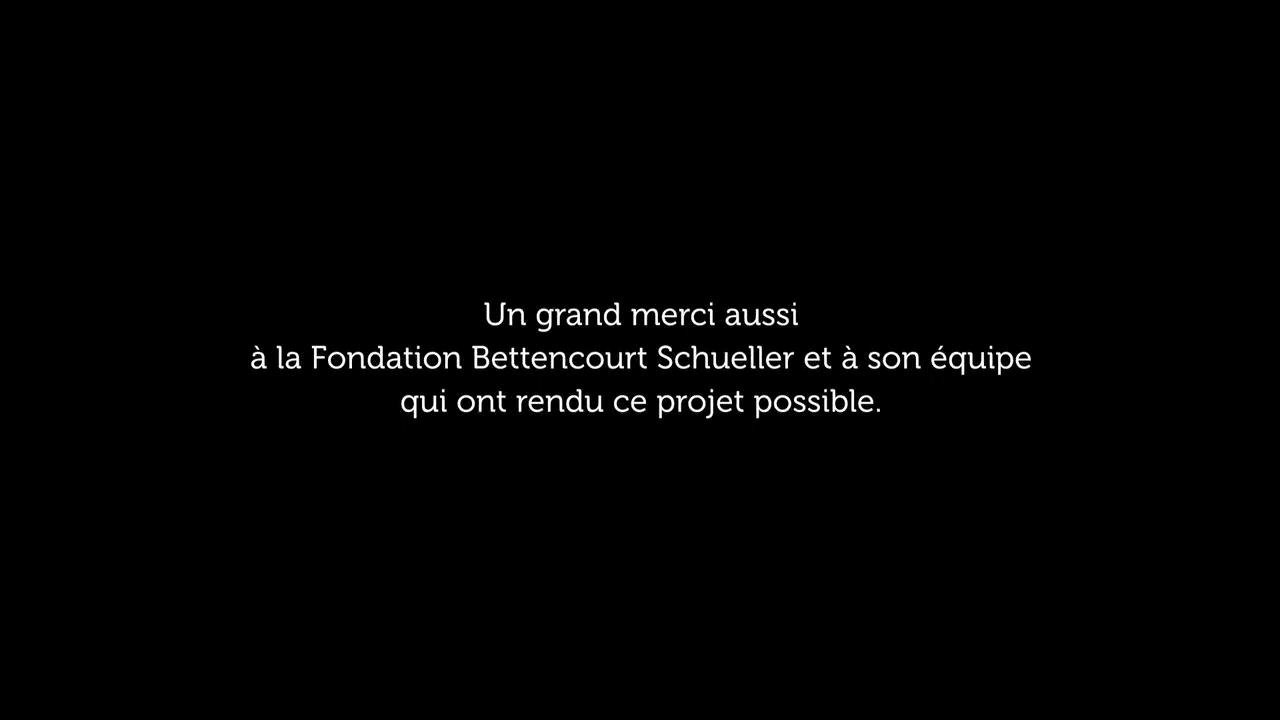 Un grand merci aussi
à la Fondation Bettencourt Schueller et à son équipe
qui ont rendu ce projet possible.